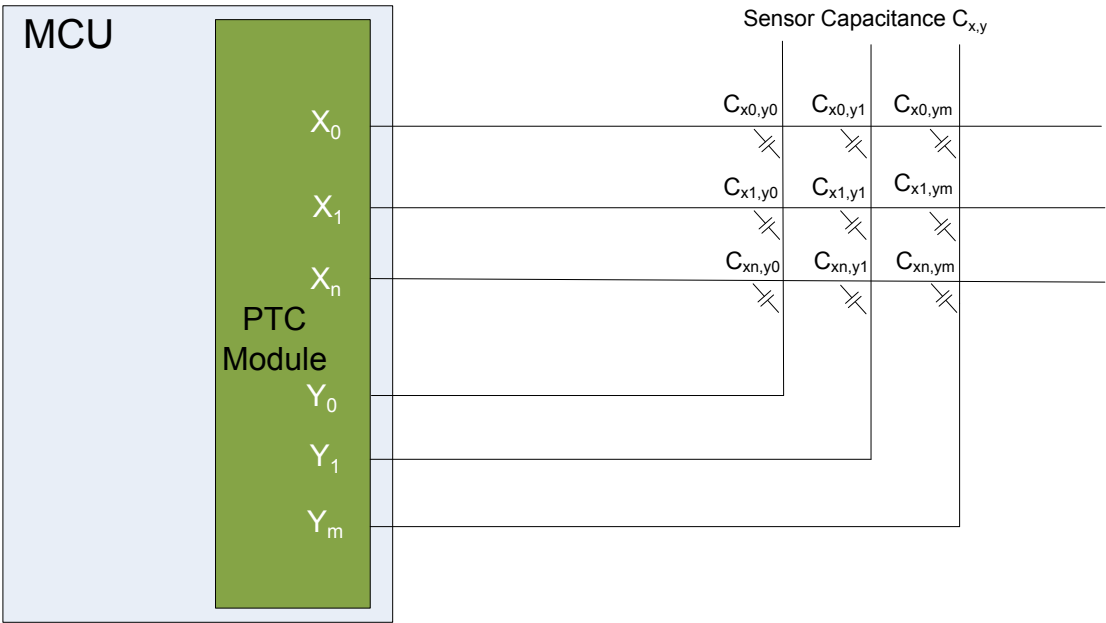 MCU
Sensor Capacitance Cx,y
X0
Cx0,y0 Cx0,y1 Cx0,ym
X1
Cx1,y0 Cx1,y1 Cx1,ym
Xn
Cxn,y0 Cxn,y1 Cxn,ym
PTC
Module
Y0
Y1
Ym